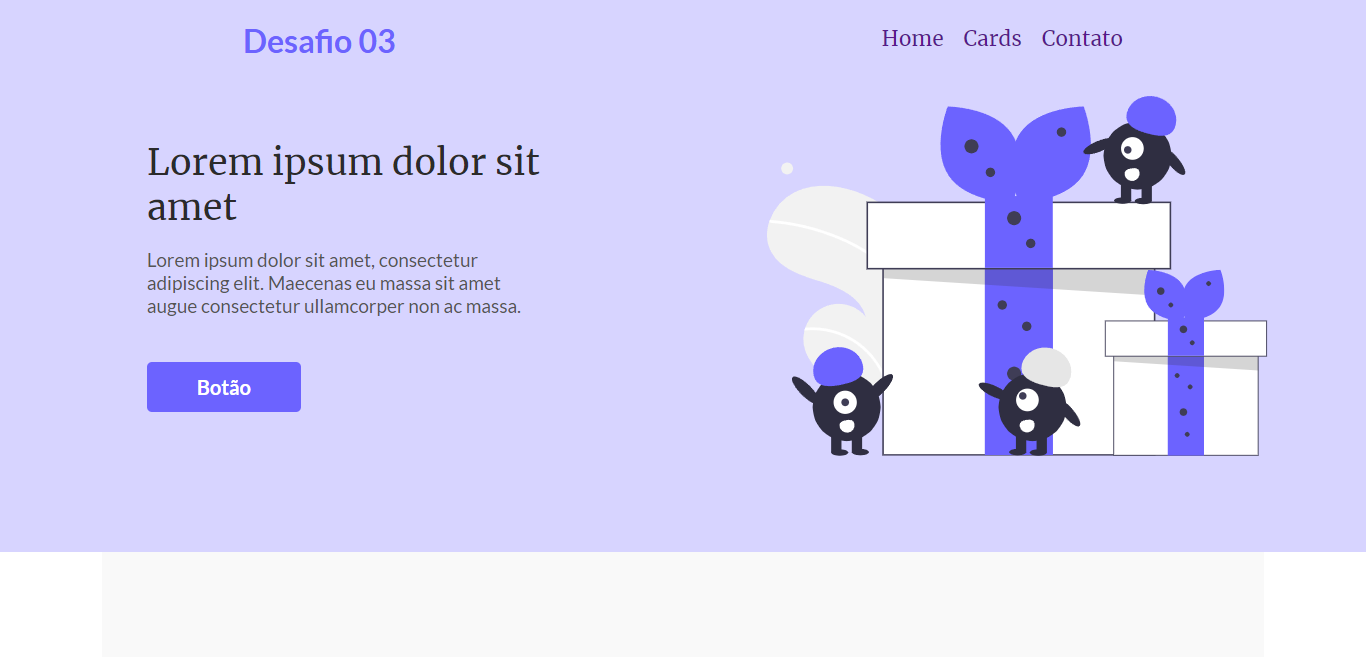 Desafio 03
Home Cards Contato
Lorem ipsum dolor sit
amet
Lorem ipsum dolor sit amet, consectetur
adipiscing elit. Maecenas eu massa sit amet
augue consectetur ullamcorper non ac massa.
Botão